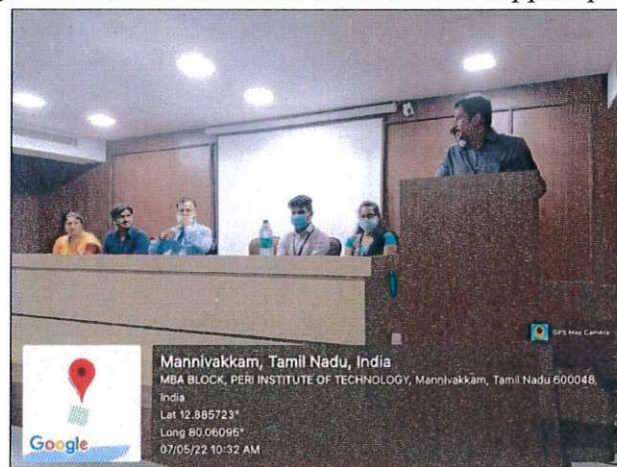 GPS Map Camera
Mannivakkam, Tamil Nadu, India
MBA BLOCK, PERI INSTITUTE OF TECHNOLOGY, Mannivakkam, Tamil Nadu 600048,
India
Lat 12.885723°
Long 80.06095°
07/05/22 10:32 AM
Google